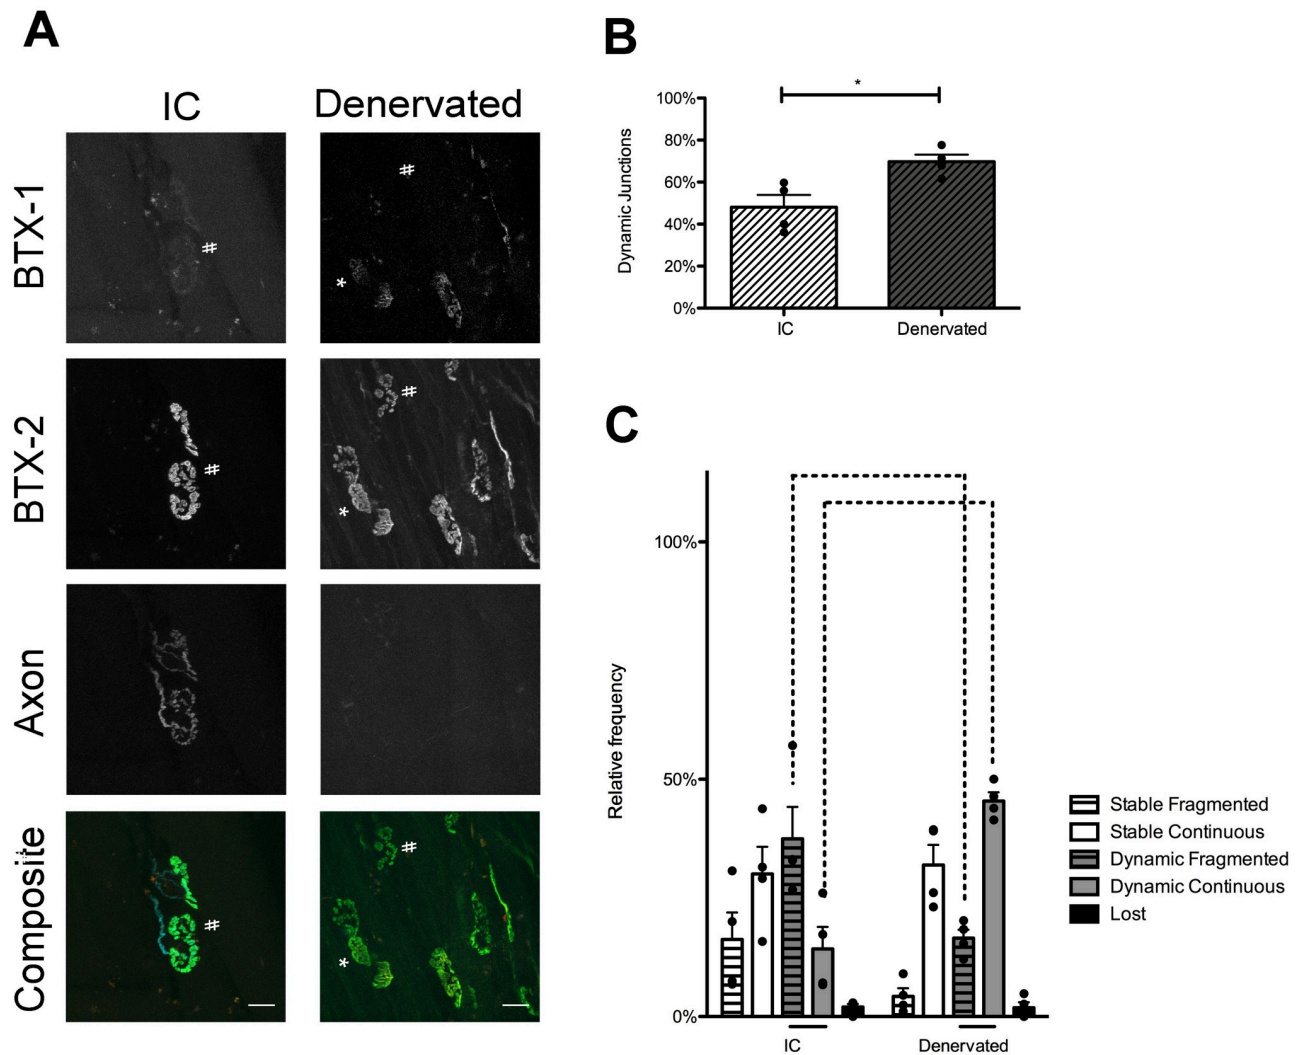 A
IC
Denervated
BTX-1
#
#
*
BTX-2
#
#
*
Axon
Composite
#
#
*
B
*
Dynamic Junctions
100%
80%
60%
40%
20%
0%
IC
Denervated
C
Relative frequency
100%
50%
0%
IC
Denervated
Stable Fragmented
Stable Continuous
Dynamic Fragmented
Dynamic Continuous
Lost